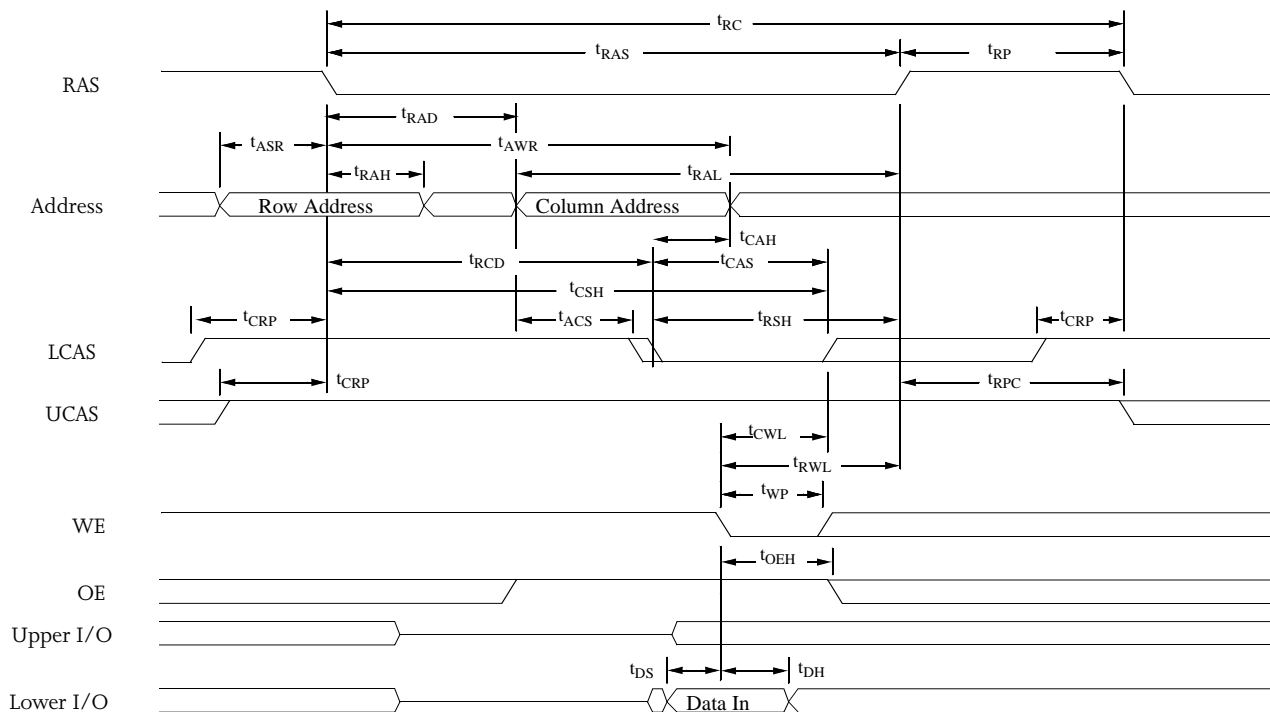 tRC
tRAS
tRP
RAS
tRAD
tASR
tAWR
tRAH
tRAL
Address
Row Address
Column Address
tCAH
tRCD
tCAS
tCSH
tCRP
tACS
tRSH
tCRP
LCAS
tCRP
tRPC
UCAS
tCWL
tRWL
tWP
WE
tOEH
OE
Upper I/O
tDS
tDH
Lower I/O
Data In